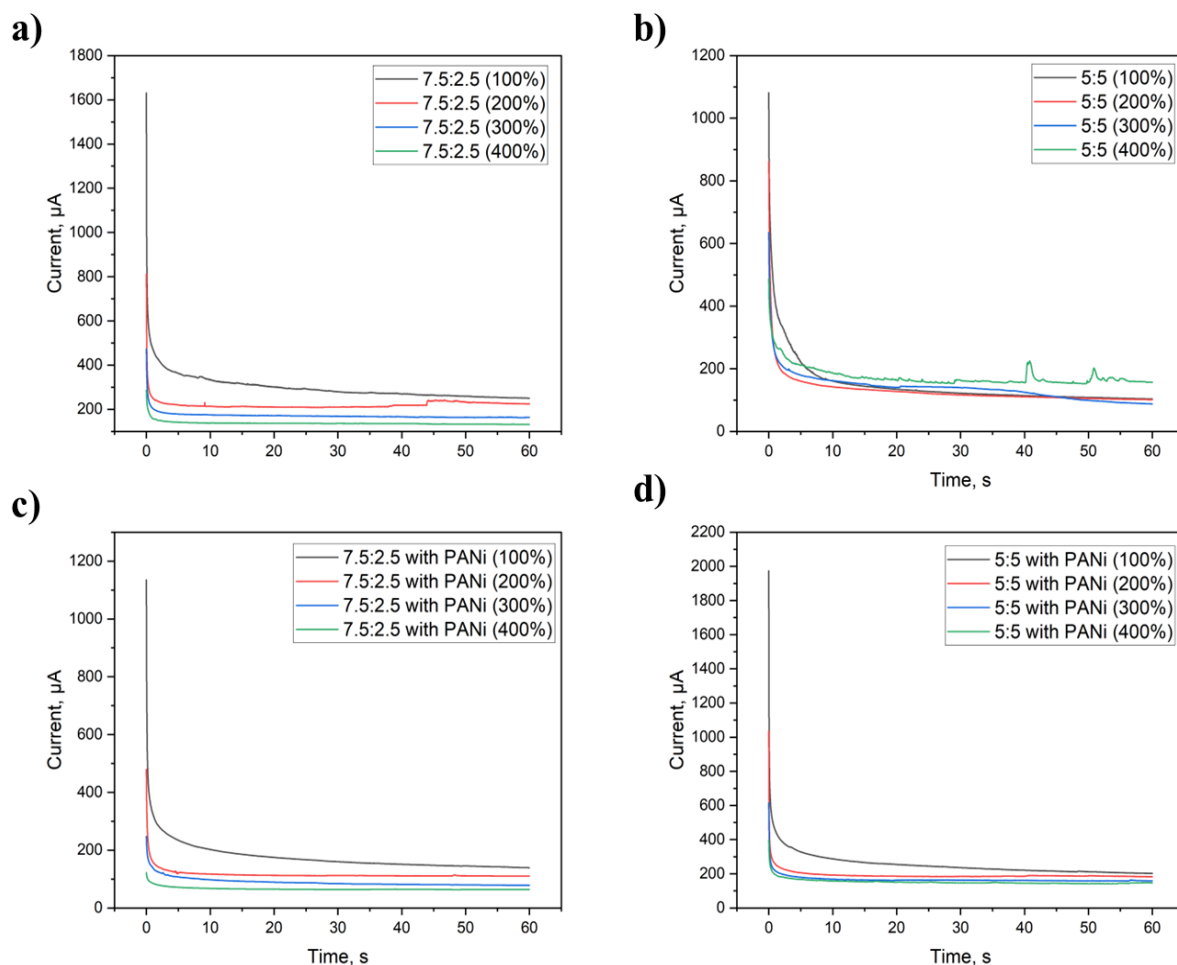 a)
1800
1600
1400
1200
1000
800
600
400
200
Current, µA
0 10 20 30 40 50 60
Time, s
7.5:2.5 (100%)
7.5:2.5 (200%)
7.5:2.5 (300%)
7.5:2.5 (400%)
b)
1200
1000
800
600
400
200
0
Current, µA
0 10 20 30 40 50 60
Time, s
5:5 (100%)
5:5 (200%)
5:5 (300%)
5:5 (400%)
c)
1200
1000
800
600
400
200
0
Current, µA
0 10 20 30 40 50 60
Time, s
7.5:2.5 with PANi (100%)
7.5:2.5 with PANi (200%)
7.5:2.5 with PANi (300%)
7.5:2.5 with PANi (400%)
d)
2200
2000
1800
1600
1400
1200
1000
800
600
400
200
0
Current, µA
0 10 20 30 40 50 60
Time, s
5:5 with PANi (100%)
5:5 with PANi (200%)
5:5 with PANi (300%)
5:5 with PANi (400%)